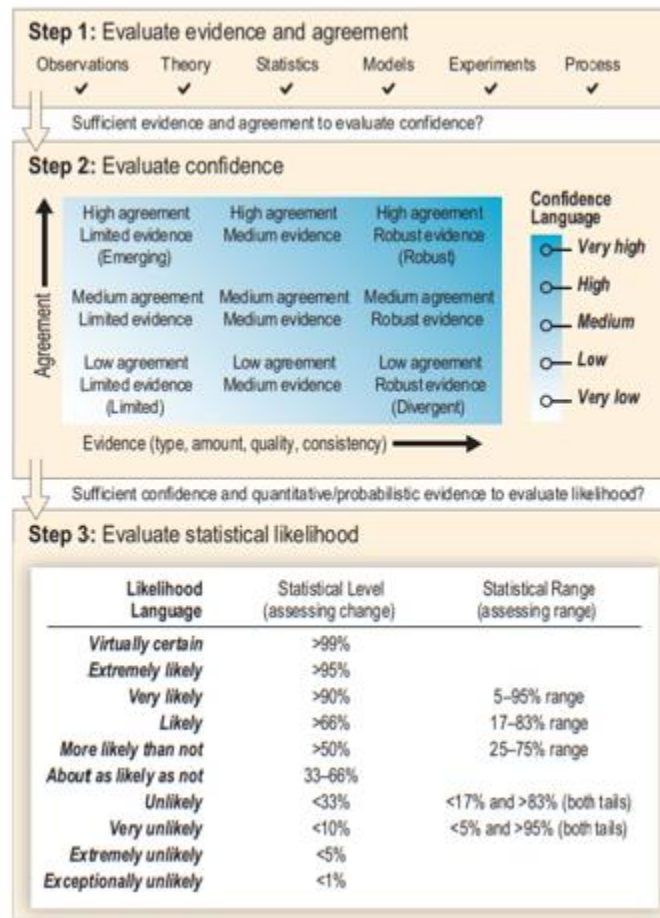 Step 1: Evaluate evidence and agreement
Observations Theory Statistics Models Experiments Process
Sufficient evidence and agreement to evaluate confidence?
Step 2: Evaluate confidence
Agreement
High agreement
Limited evidence
(Emerging)
High agreement
Medium evidence
High agreement
Robust evidence
(Robust)
Medium agreement
Limited evidence
Medium agreement
Medium evidence
Medium agreement
Robust evidence
Low agreement
Limited evidence
(Limited)
Low agreement
Medium evidence
Low agreement
Robust evidence
(Divergent)
Evidence (type, amount, quality, consistency)
Confidence
Language
Very high
High
Medium
Low
Very low
Sufficient confidence and quantitative/probabilistic evidence to evaluate likelihood?
Step 3: Evaluate statistical likelihood
Likelihood Statistical Level Statistical Range
Language (assessing change) (assessing range)
Virtually certain >99%
Extremely likely >95%
Very likely >90% 5–95% range
Likely >66% 17–83% range
More likely than not >50% 25–75% range
About as likely as not 33–66%
Unlikely <33% <17% and >83% (both tails)
Very unlikely <10% <5% and >95% (both tails)
Extremely unlikely <5%
Exceptionally unlikely <1%